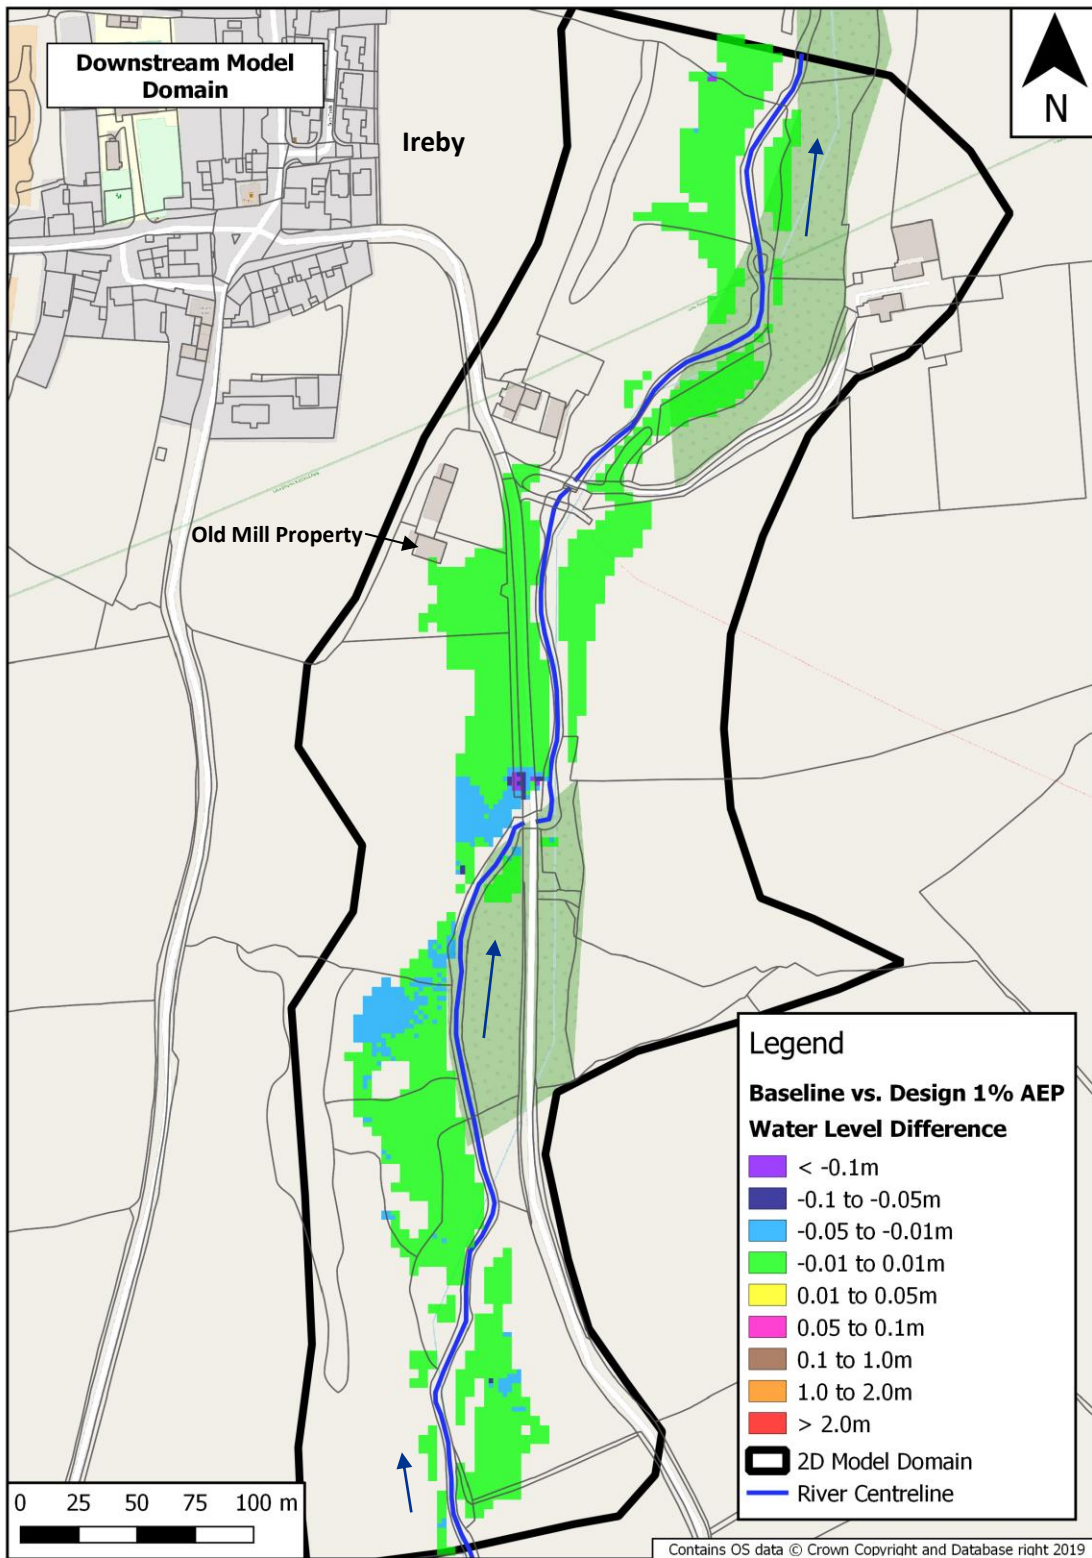 Downstream Model
Domain
Ireby
N
Old Mill Property
Legend
Baseline vs. Design 1% AEP
Water Level Difference
< -0.1m
-0.1 to -0.05m
-0.05 to -0.01m
-0.01 to 0.01m
0.01 to 0.05m
0.05 to 0.1m
0.1 to 1.0m
1.0 to 2.0m
> 2.0m
2D Model Domain
River Centreline
0 25 50 75 100 m
Contains OS data © Crown Copyright and Database right 2019